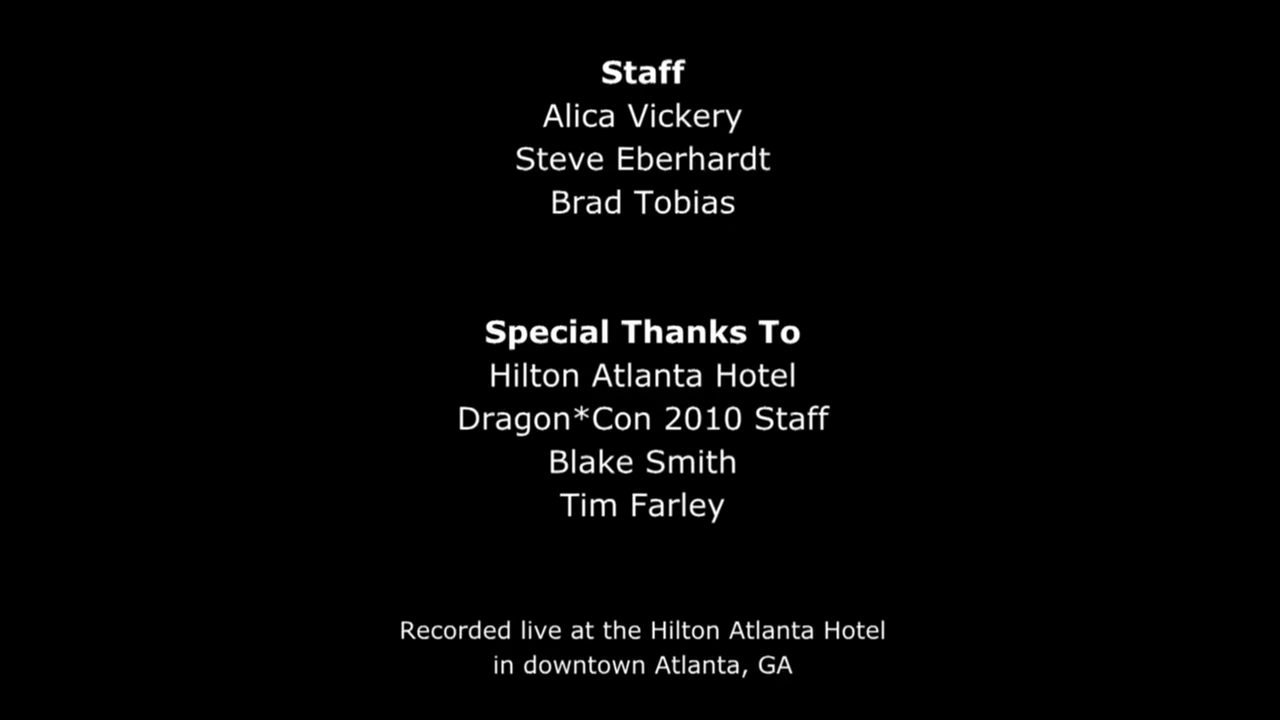 Staff
Alica Vickery
Steve Eberhardt
Brad Tobias
Special Thanks To
Hilton Atlanta Hotel
Dragon*Con 2010 Staff
Blake Smith
Tim Farley
Recorded live at the Hilton Atlanta Hotel
in downtown Atlanta, GA